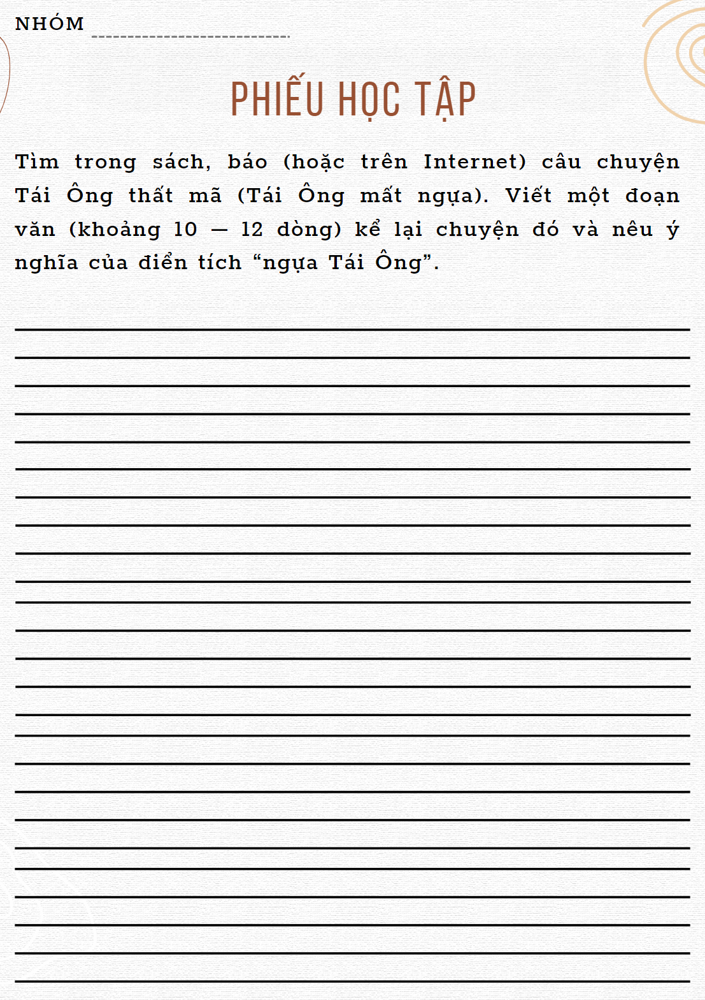 NHÓM
PHIẾU HỌC TẬP
Tìm trong sách, báo (hoặc trên Internet) câu chuyện
Tái Ông thất mã (Tái Ông mất ngựa). Viết một đoạn
văn (khoảng 10 – 12 dòng) kể lại chuyện đó và nêu ý
nghĩa của điển tích “ngựa Tái Ông”.